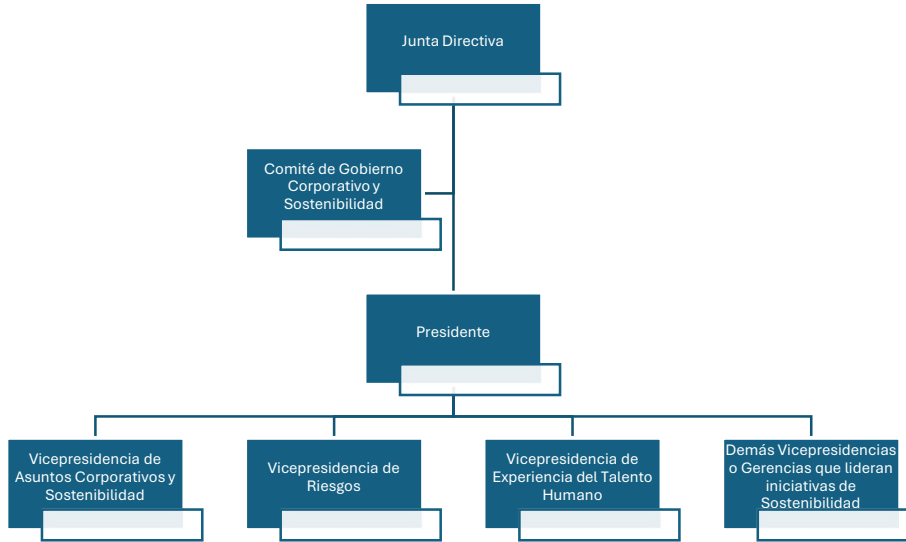 Junta Directiva
Comité de Gobierno
Corporativo y
Sostenibilidad
Presidente
Vicepresidencia de
Asuntos Corporativos y
Sostenibilidad
Vicepresidencia de
Riesgos
Vicepresidencia de
Experiencia del Talento
Humano
Demás Vicepresidencias
o Gerencias que lideran
iniciativas de
Sostenibilidad